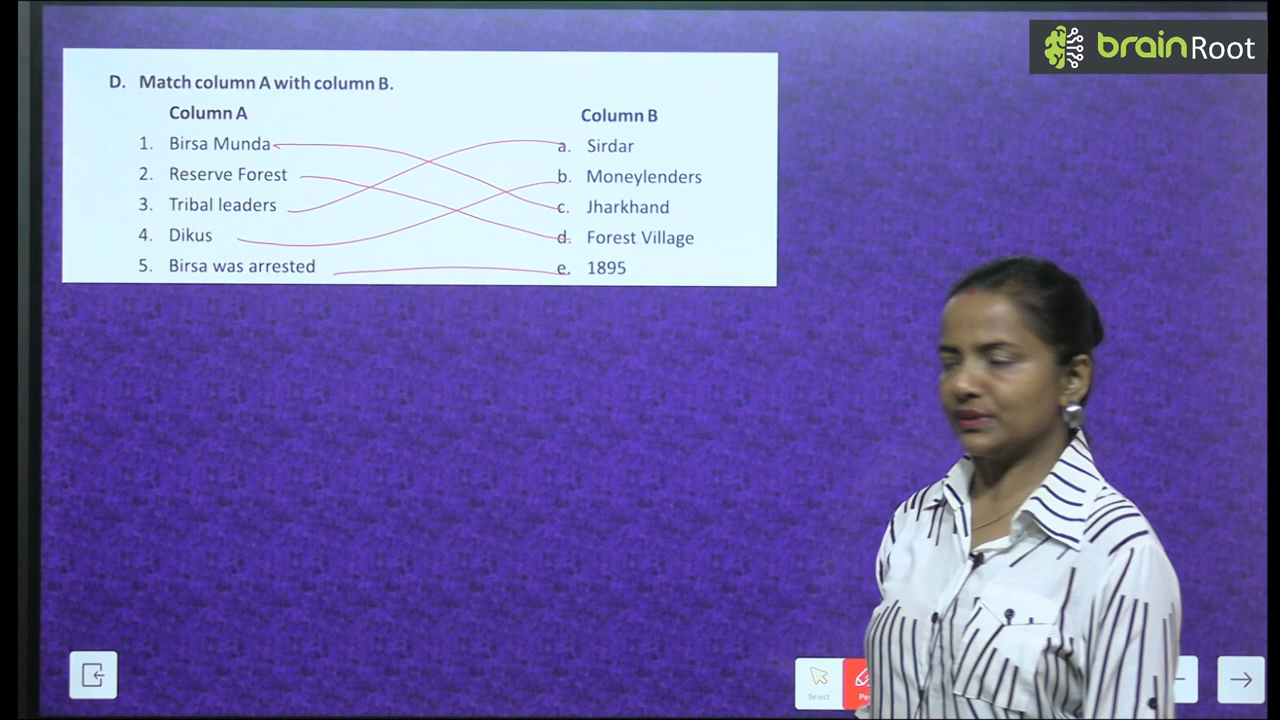 brainRoot
D. Match column A with column B.
Column A Column B
1. Birsa Munda a. Sirdar
2. Reserve Forest b. Moneylenders
3. Tribal leaders c. Jharkhand
4. Dikus d. Forest Village
5. Birsa was arrested e. 1895
Select